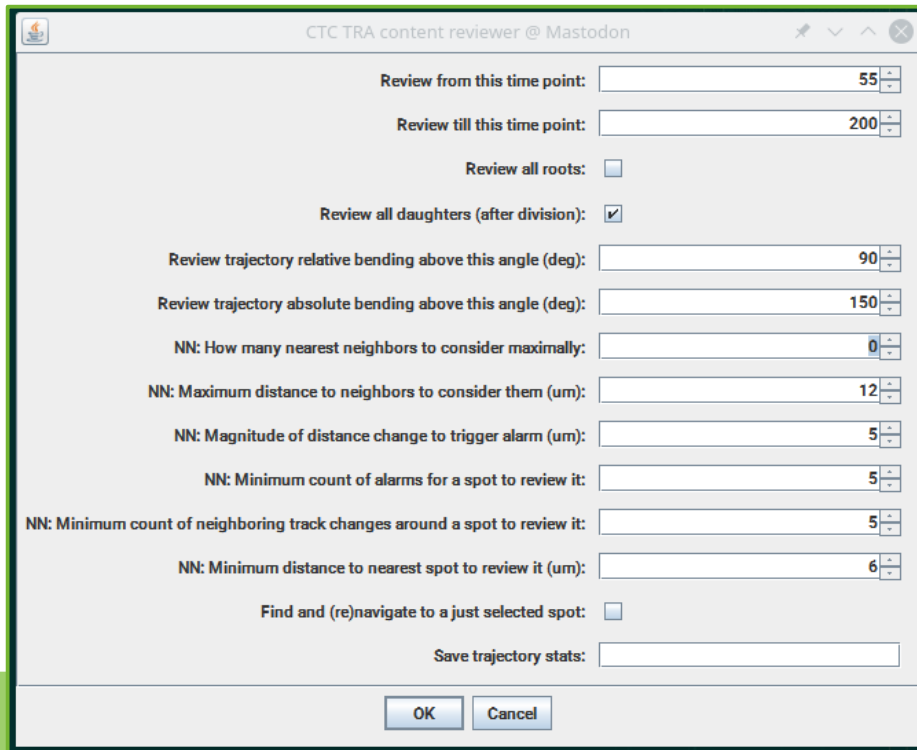 CTC TRA content reviewer @ Mastodon
Review from this time point: 55
Review till this time point: 200
Review all roots:
Review all daughters (after division):
Review trajectory relative bending above this angle (deg): 90
Review trajectory absolute bending above this angle (deg): 150
NN: How many nearest neighbors to consider maximally: 0
NN: Maximum distance to neighbors to consider them (um): 12
NN: Magnitude of distance change to trigger alarm (um): 5
NN: Minimum count of alarms for a spot to review it: 5
NN: Minimum count of neighboring track changes around a spot to review it: 5
NN: Minimum distance to nearest spot to review it (um): 6
Find and (re)navigate to a just selected spot:
Save trajectory stats:
OK Cancel